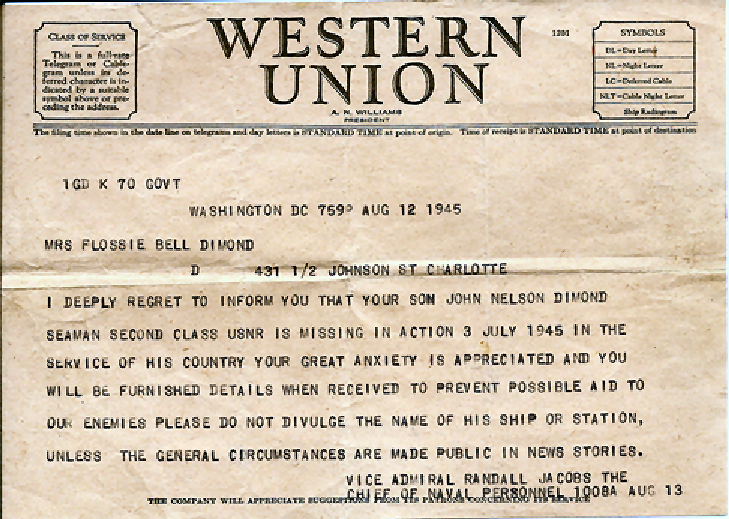 CLASS OF SERVICE
This is a full-rate
Telegram or Cable-
gram unless its de-
ferred character is in-
dicated by a suitable
symbol above or pre-
ceding the address.
WESTERN
UNION
A. N. WILLIAMS
PRESIDENT
SYMBOLS
DL=Day Letter
NL=Night Letter
LC=Deferred Cable
NLT=Cable Night Letter
Ship Radiogram
The filing time shown in the date line on telegrams and day letters is STANDARD TIME at point of origin. Time of receipt is STANDARD TIME at point of destination
1GD K 70 GOVT
WASHINGTON DC 759P AUG 12 1945
MRS FLOSSIE BELL DIMOND
D 431 1/2 JOHNSON ST CHARLOTTE
I DEEPLY REGRET TO INFORM YOU THAT YOUR SON JOHN NELSON DIMOND
SEAMAN SECOND CLASS USNR IS MISSING IN ACTION 3 JULY 1945 IN THE
SERVICE OF HIS COUNTRY YOUR GREAT ANXIETY IS APPRECIATED AND YOU
WILL BE FURNISHED DETAILS WHEN RECEIVED TO PREVENT POSSIBLE AID TO
OUR ENEMIES PLEASE DO NOT DIVULGE THE NAME OF HIS SHIP OR STATION,
UNLESS THE GENERAL CIRCUMSTANCES ARE MADE PUBLIC IN NEWS STORIES.
VICE ADMIRAL RANDALL JACOBS THE
CHIEF OF NAVAL PERSONNEL 1008A AUG 13
THE COMPANY WILL APPRECIATE SUGGESTIONS FROM ITS PATRONS CONCERNING ITS SERVICE